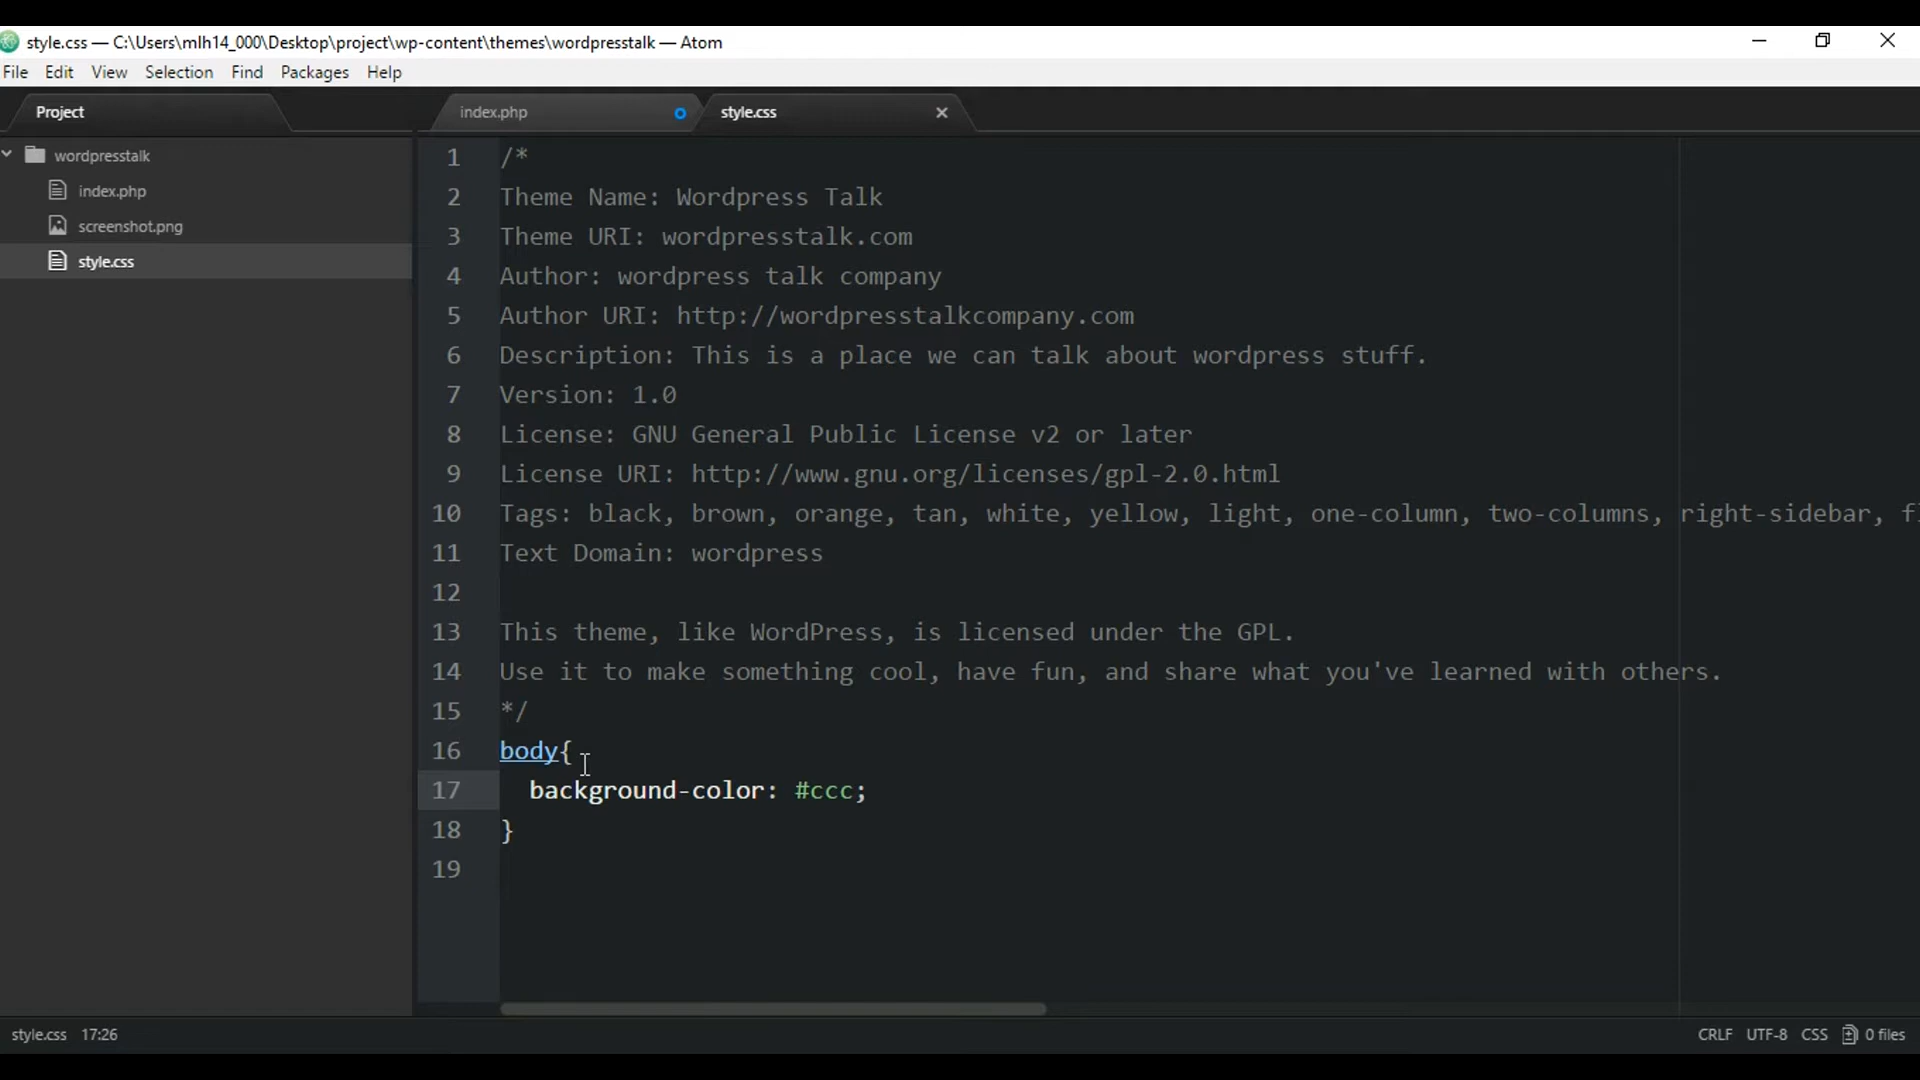 style.css — C:\Users\mlh14_000\Desktop\project\wp-content\themes\wordpresstalk — Atom
File Edit View Selection Find Packages Help
Project
index.php
style.css
wordpresstalk
index.php
screenshot.png
style.css
1 /*
2 Theme Name: Wordpress Talk
3 Theme URI: wordpresstalk.com
4 Author: wordpress talk company
5 Author URI: http://wordpresstalkcompany.com
6 Description: This is a place we can talk about wordpress stuff.
7 Version: 1.0
8 License: GNU General Public License v2 or later
9 License URI: http://www.gnu.org/licenses/gpl-2.0.html
10 Tags: black, brown, orange, tan, white, yellow, light, one-column, two-columns, right-sidebar,
11 Text Domain: wordpress
12
13 This theme, like WordPress, is licensed under the GPL.
14 Use it to make something cool, have fun, and share what you've learned with others.
15 */
16 body{
17 background-color: #ccc;
18 }
19
style.css 17:26
CRLF UTF-8 CSS 0 files